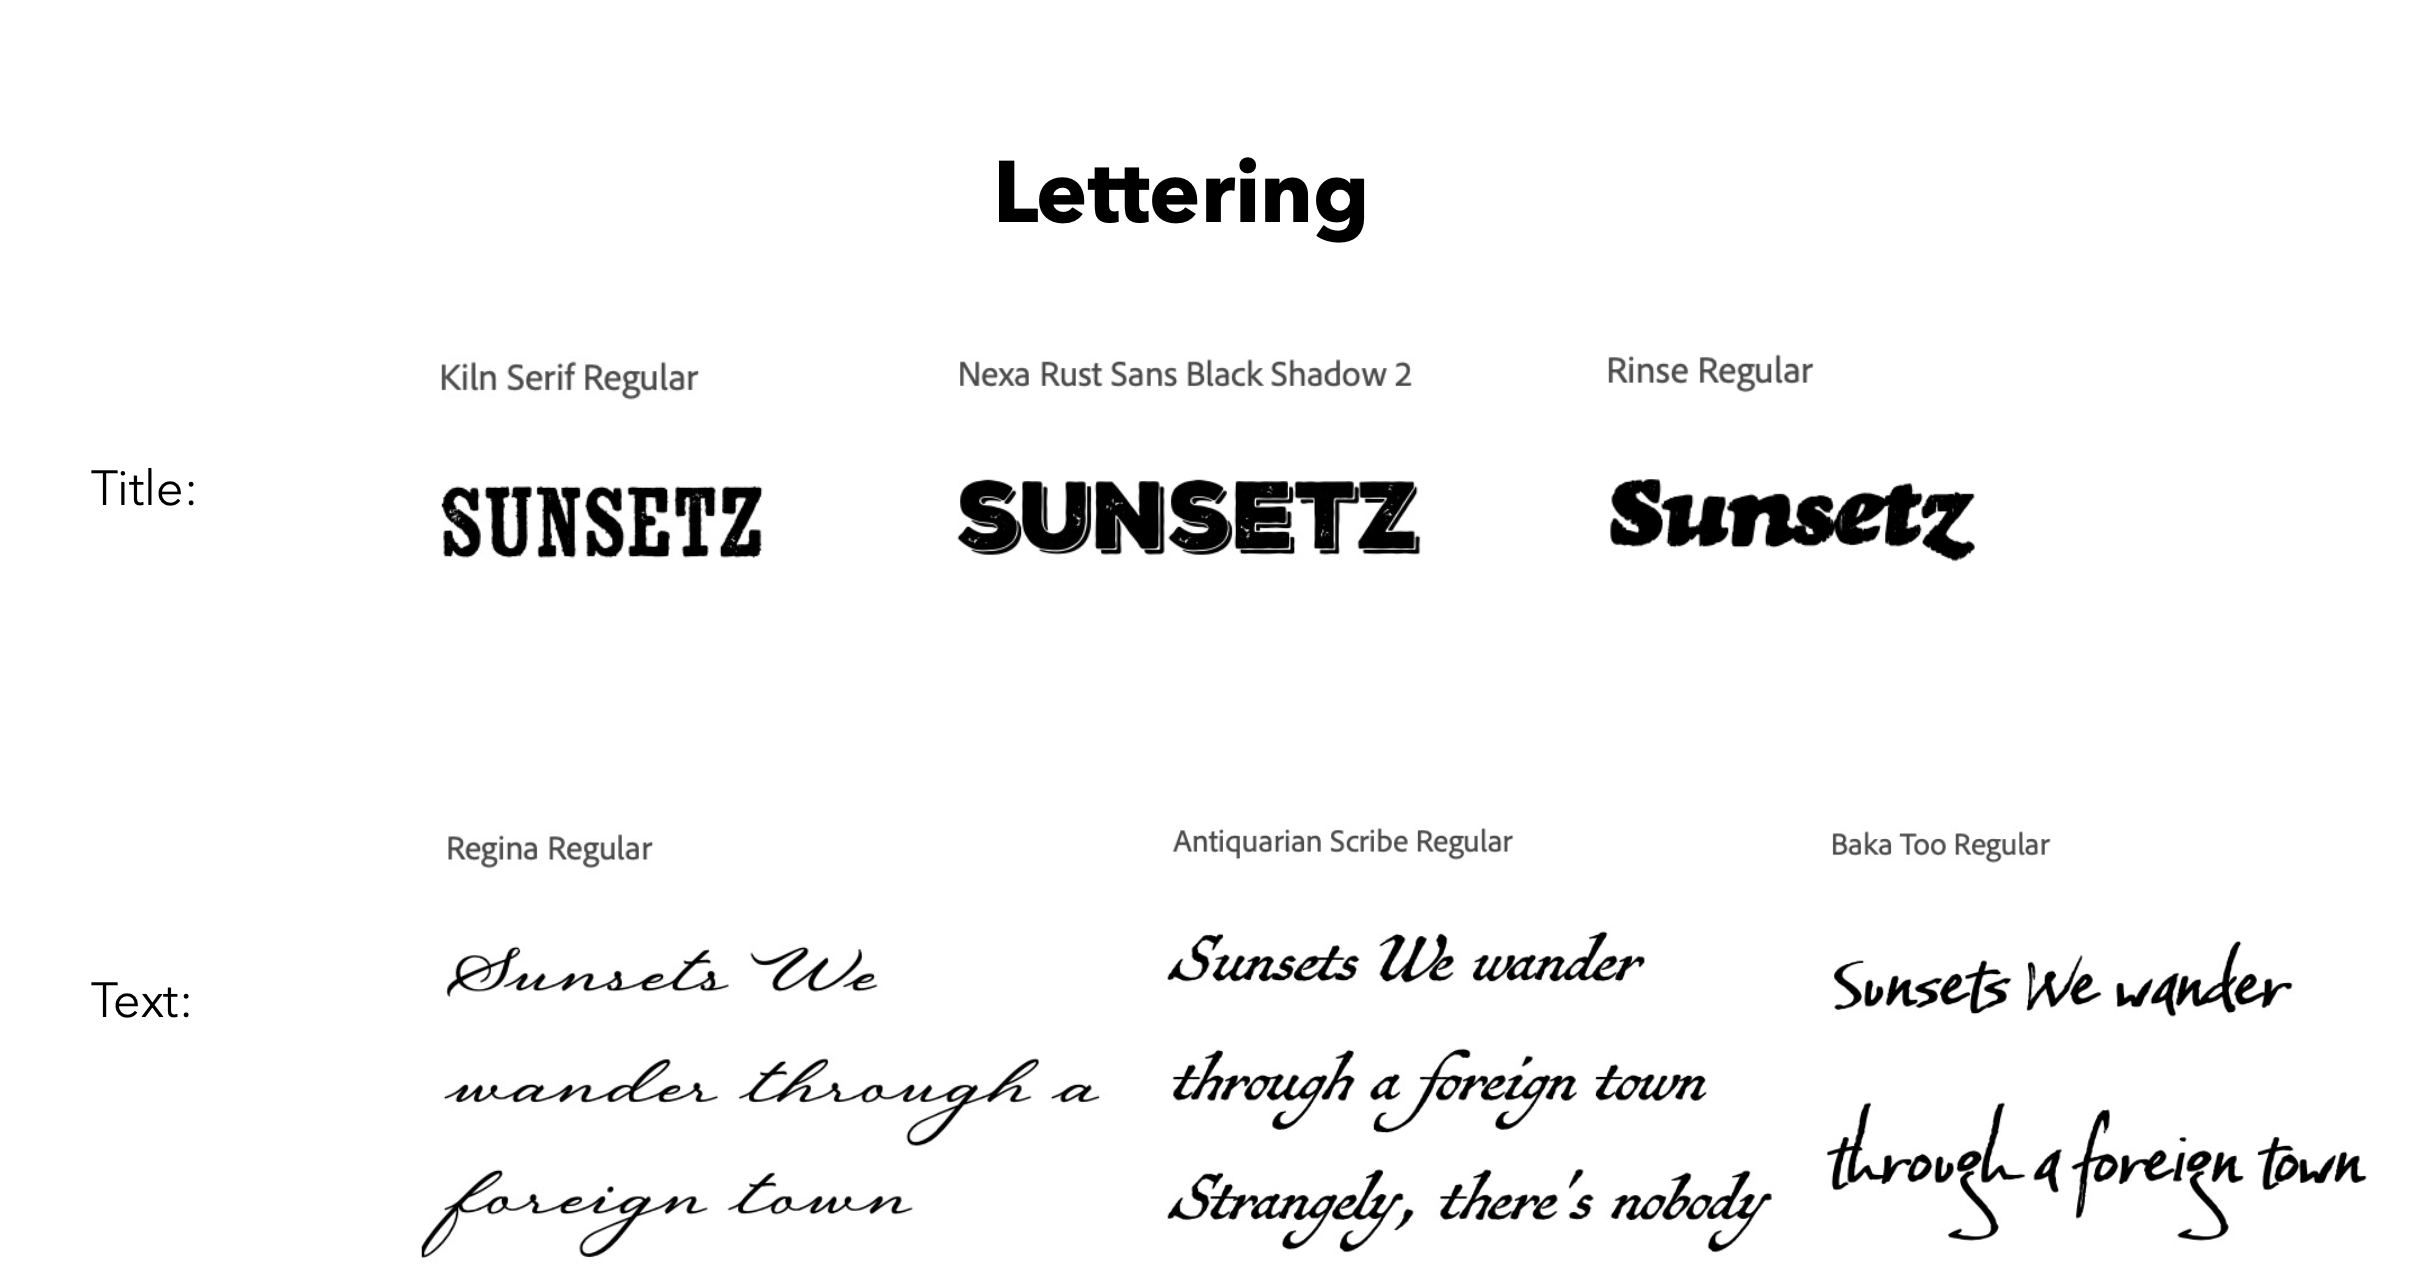 Lettering
Kiln Serif Regular
Nexa Rust Sans Black Shadow 2
Rinse Regular
Title:
SUNSETZ
SUNSETZ
Sunsetz
Regina Regular
Antiquarian Scribe Regular
Baka Too Regular
Text:
Sunsets We
wander through a
foreign town
Sunsets We wander
through a foreign town
Strangely, there's nobody
Sunsets We wander
through a foreign town